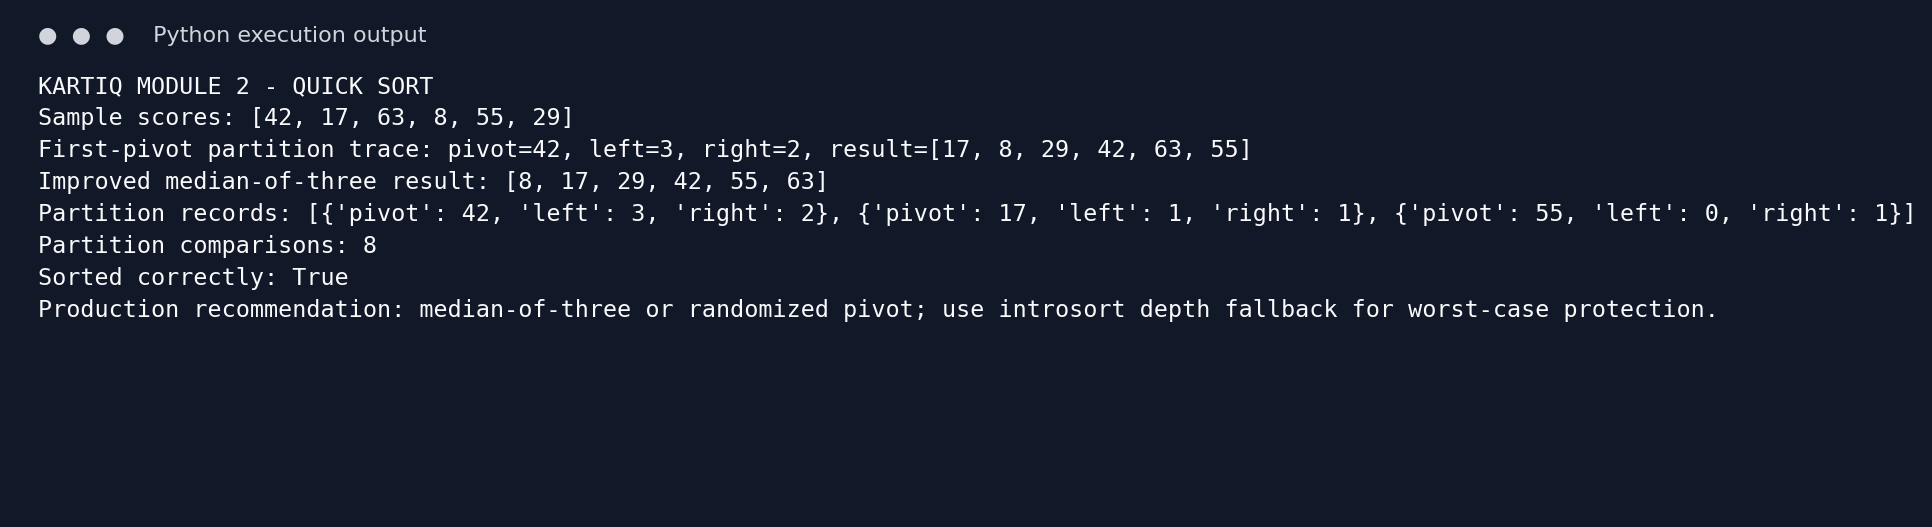 Python execution output
KARTIQ MODULE 2 - QUICK SORT
Sample scores: [42, 17, 63, 8, 55, 29]
First-pivot partition trace: pivot=42, left=3, right=2, result=[17, 8, 29, 42, 63, 55]
Improved median-of-three result: [8, 17, 29, 42, 55, 63]
Partition records: [{'pivot': 42, 'left': 3, 'right': 2}, {'pivot': 17, 'left': 1, 'right': 1}, {'pivot': 55, 'left': 0, 'right': 1}]
Partition comparisons: 8
Sorted correctly: True
Production recommendation: median-of-three or randomized pivot; use introsort depth fallback for worst-case protection.